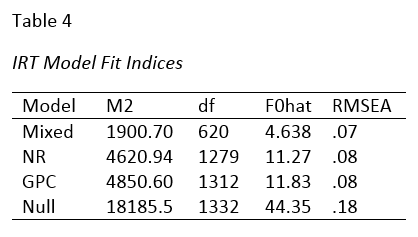 Table 4
IRT Model Fit Indices
Model M2 df F0hat RMSEA
Mixed 1900.70 620 4.638 .07
NR 4620.94 1279 11.27 .08
GPC 4850.60 1312 11.83 .08
Null 18185.5 1332 44.35 .18